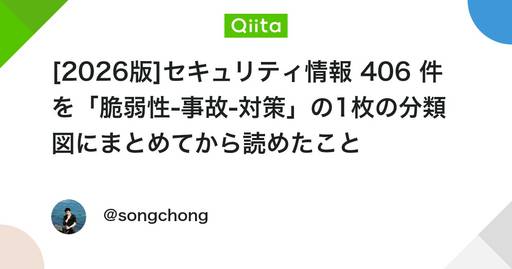 Qiita
[2026版]セキュリティ情報 406 件
を「脆弱性-事故-対策」の1枚の分類
図にまとめてから読めたこと
@songchong